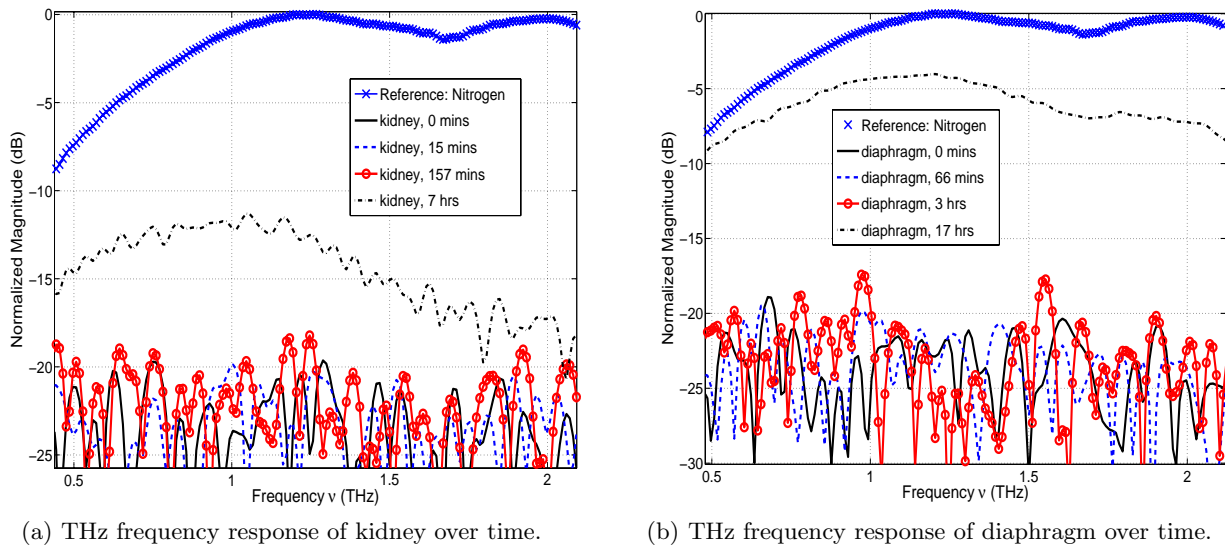 0
−5
−10
−15
−20
−25
0.5
1
1.5
2
Normalized Magnitude (dB)
Frequency ν (THz)
Reference: Nitrogen
kidney, 0 mins
kidney, 15 mins
kidney, 157 mins
kidney, 7 hrs
(a) THz frequency response of kidney over time.
0
−5
−10
−15
−20
−25
−30
0.5
1
1.5
2
Normalized Magnitude (dB)
Frequency ν (THz)
Reference: Nitrogen
diaphragm, 0 mins
diaphragm, 66 mins
diaphragm, 3 hrs
diaphragm, 17 hrs
(b) THz frequency response of diaphragm over time.